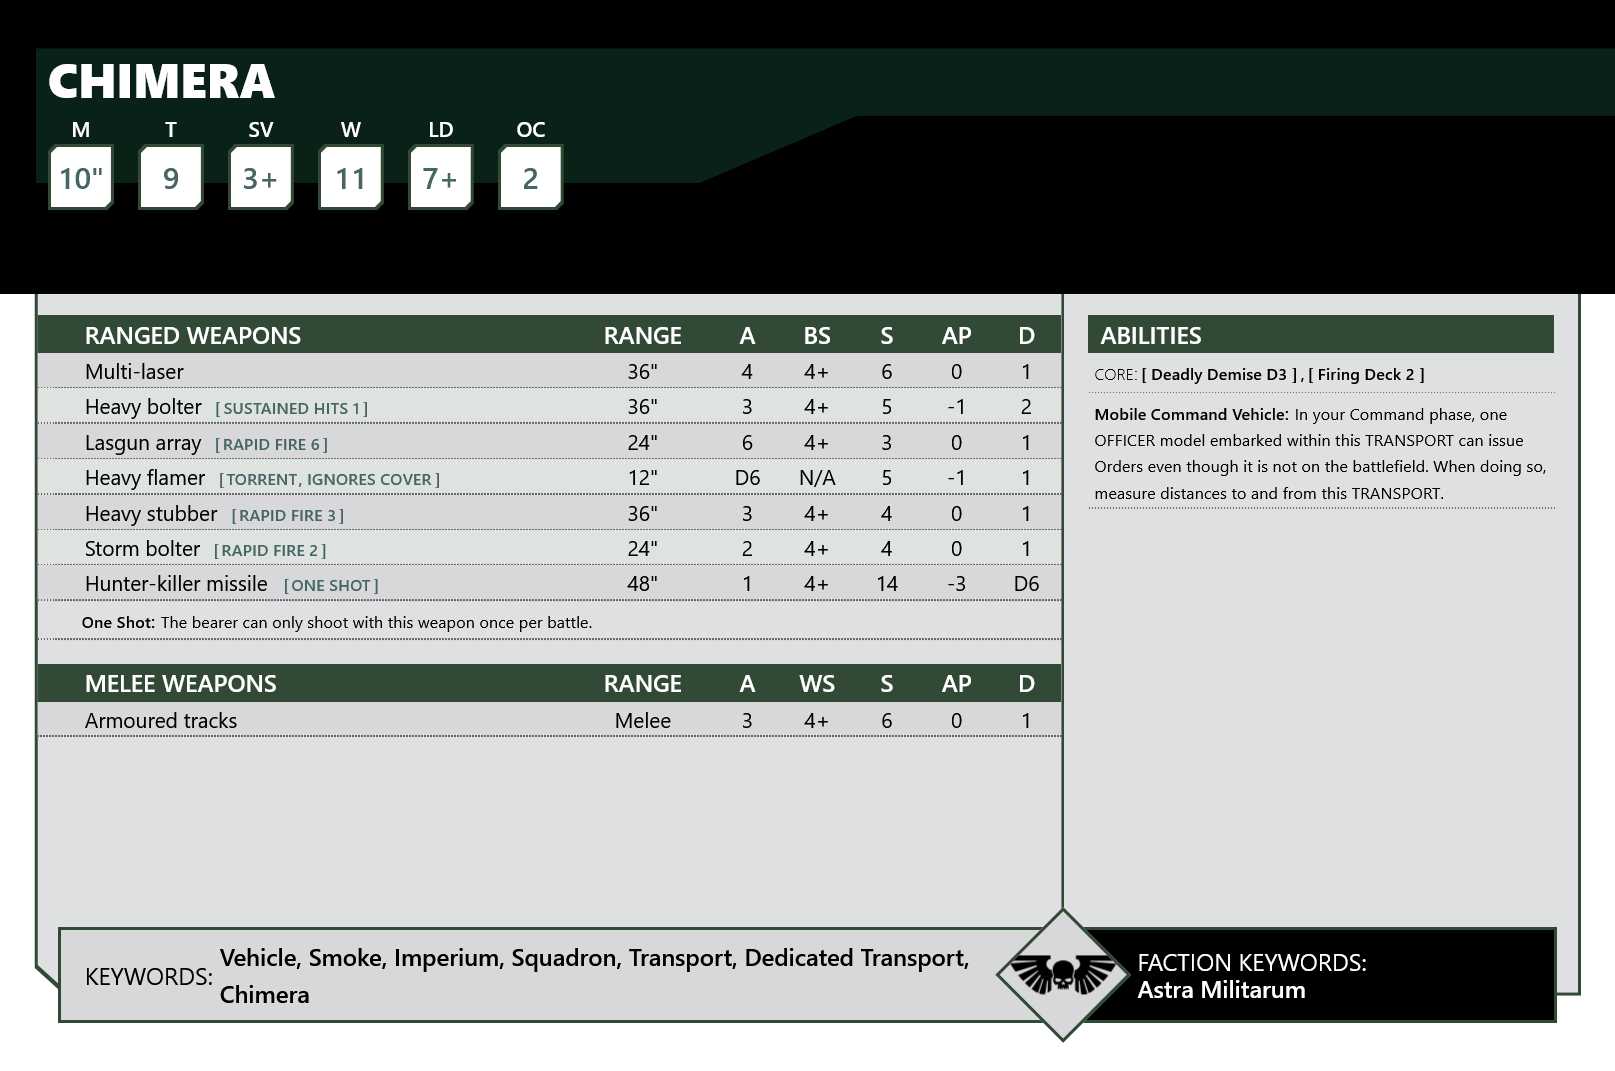 CHIMERA
M T SV W LD OC
10" 9 3+ 11 7+ 2
RANGED WEAPONS RANGE A BS S AP D
Multi-laser 36" 4 4+ 6 0 1
Heavy bolter [ SUSTAINED HITS 1 ] 36" 3 4+ 5 -1 2
Lasgun array [ RAPID FIRE 6 ] 24" 6 4+ 3 0 1
Heavy flamer [ TORRENT, IGNORES COVER ] 12" D6 N/A 5 -1 1
Heavy stubber [ RAPID FIRE 3 ] 36" 3 4+ 4 0 1
Storm bolter [ RAPID FIRE 2 ] 24" 2 4+ 4 0 1
Hunter-killer missile [ ONE SHOT ] 48" 1 4+ 14 -3 D6
One Shot: The bearer can only shoot with this weapon once per battle.
MELEE WEAPONS RANGE A WS S AP D
Armoured tracks Melee 3 4+ 6 0 1
ABILITIES
CORE: [ Deadly Demise D3 ] , [ Firing Deck 2 ]
Mobile Command Vehicle: In your Command phase, one
OFFICER model embarked within this TRANSPORT can issue
Orders even though it is not on the battlefield. When doing so,
measure distances to and from this TRANSPORT.
KEYWORDS: Vehicle, Smoke, Imperium, Squadron, Transport, Dedicated Transport,
Chimera
FACTION KEYWORDS:
Astra Militarum